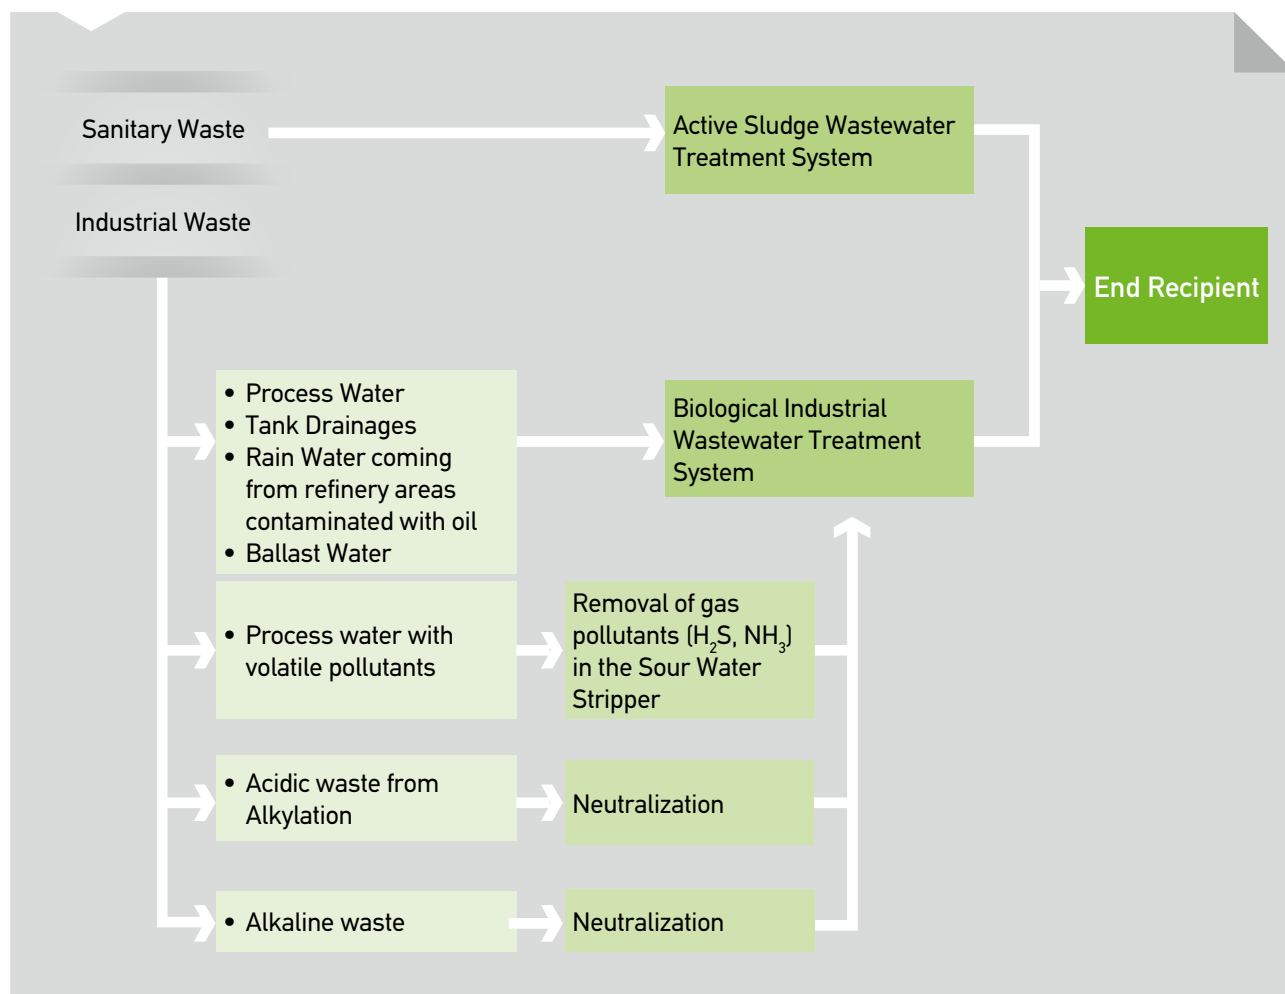 Sanitary Waste
Active Sludge Wastewater
Treatment System
Industrial Waste
End Recipient
• Process Water
• Tank Drainages
• Rain Water coming
from refinery areas
contaminated with oil
• Ballast Water
Biological Industrial
Wastewater Treatment
System
• Process water with
volatile pollutants
Removal of gas
pollutants (H₂S, NH₃)
in the Sour Water
Stripper
• Acidic waste from
Alkylation
Neutralization
• Alkaline waste
Neutralization